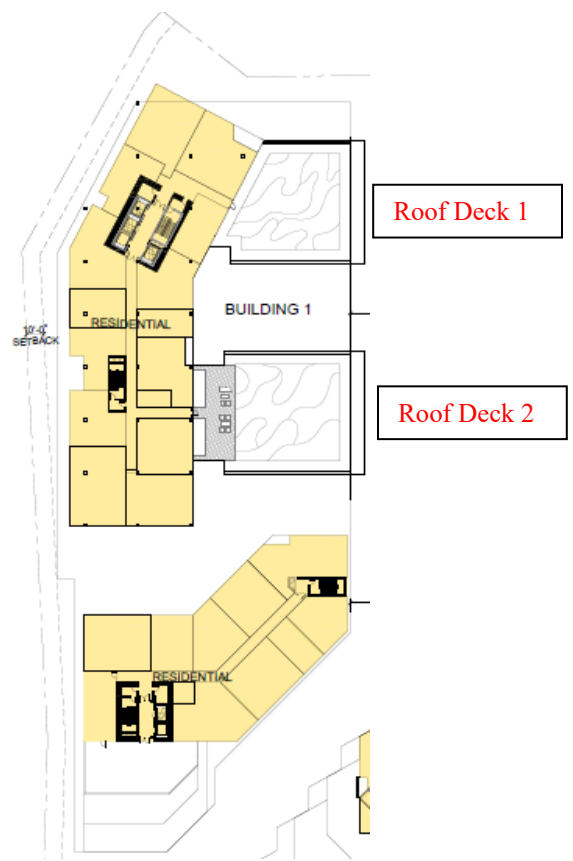 Roof Deck 1
BUILDING 1
RESIDENTIAL
10'-0"
SETBACK
Roof Deck 2
RESIDENTIAL